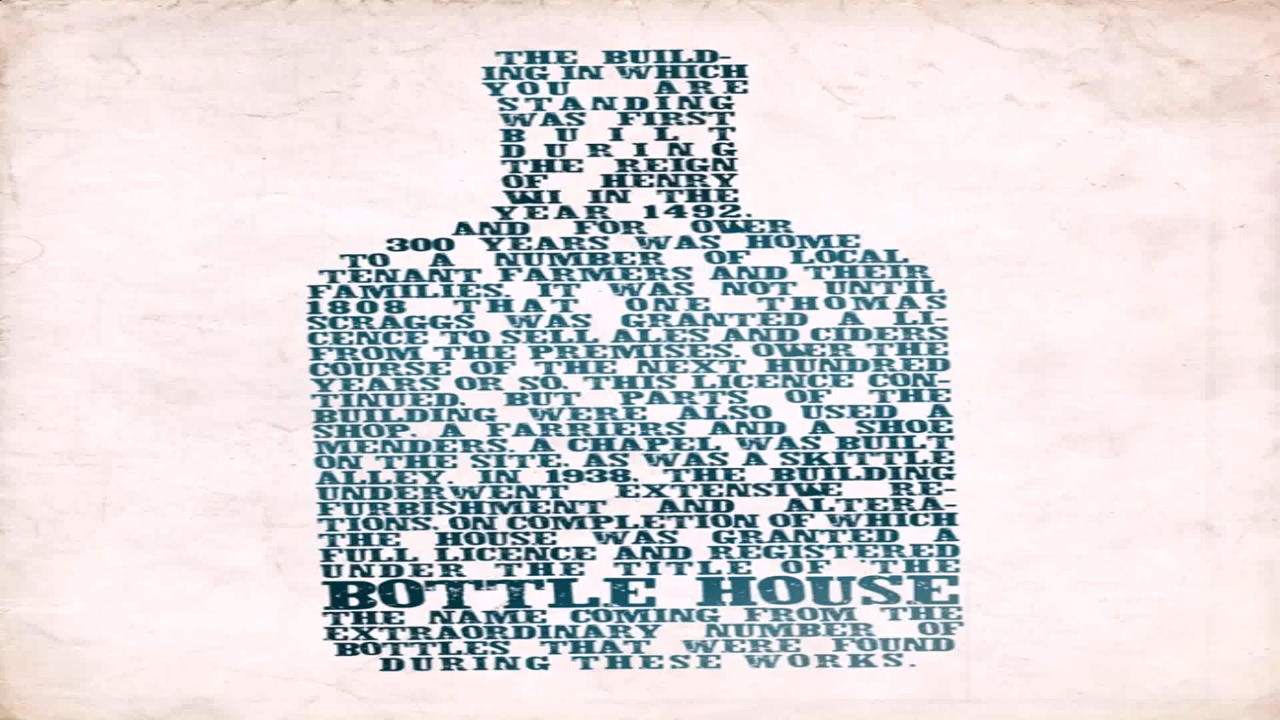 THE BUILD-
ING IN WHICH
YOU ARE
STANDING
WAS FIRST
BUILT
DURING
THE REIGN
OF HENRY
WI IN THE
YEAR 1492.
AND FOR OVER
300 YEARS WAS HOME
TO A NUMBER OF LOCAL
TENANT FARMERS AND THEIR
FAMILIES. IT WAS NOT UNTIL
1808 THAT ONE THOMAS
SCRAGGS WAS GRANTED A LI-
CENCE TO SELL ALES AND CIDERS
FROM THE PREMISES. OVER THE
COURSE OF THE NEXT HUNDRED
YEARS OR SO. THIS LICENCE CON-
TINUED. BUT PARTS OF THE
BUILDING WERE ALSO USED A
SHOP. A FARRIERS AND A SHOE
MENDERS. A CHAPEL WAS BUILT
ON THE SITE. AS WAS A SKITTLE
ALLEY. IN 1938. THE BUILDING
UNDERWENT EXTENSIVE RE-
FURBISHMENT AND ALTERA-
TIONS. ON COMPLETION OF WHICH
THE HOUSE WAS GRANTED A
FULL LICENCE AND REGISTERED
UNDER THE TITLE OF 'THE
BOTTLE HOUSE
THE NAME COMING FROM THE
EXTRAORDINARY NUMBER OF
BOTTLES THAT WERE FOUND
DURING THESE WORKS.